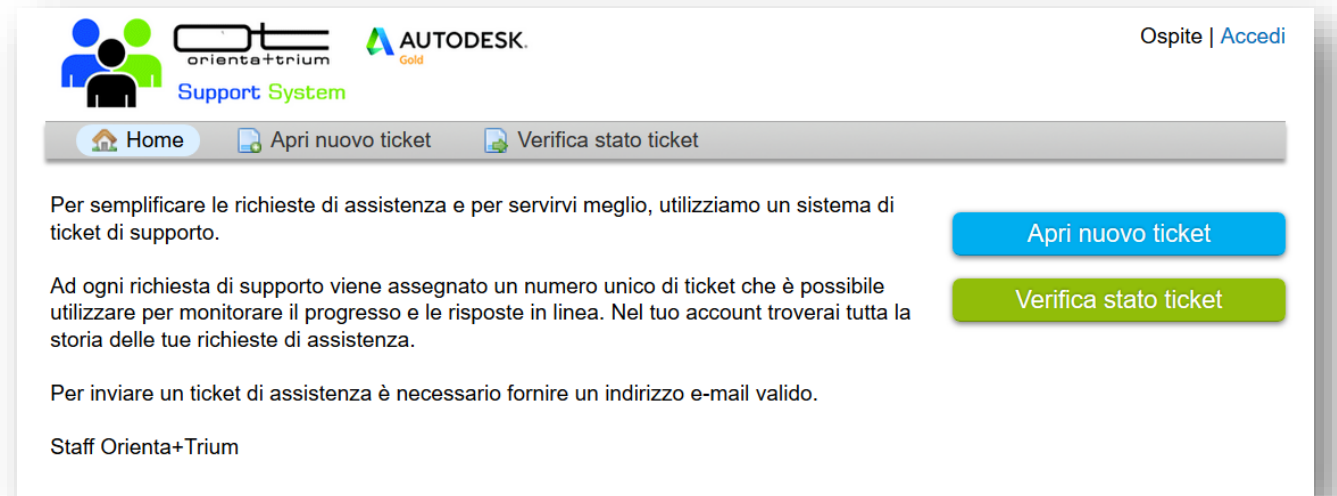 orienta+trium
AUTODESK.
Gold
Support System
Ospite | Accedi
Home
Apri nuovo ticket
Verifica stato ticket
Per semplificare le richieste di assistenza e per servirvi meglio, utilizziamo un sistema di
ticket di supporto.
Ad ogni richiesta di supporto viene assegnato un numero unico di ticket che è possibile
utilizzare per monitorare il progresso e le risposte in linea. Nel tuo account troverai tutta la
storia delle tue richieste di assistenza.
Per inviare un ticket di assistenza è necessario fornire un indirizzo e-mail valido.
Staff Orienta+Trium
Apri nuovo ticket
Verifica stato ticket